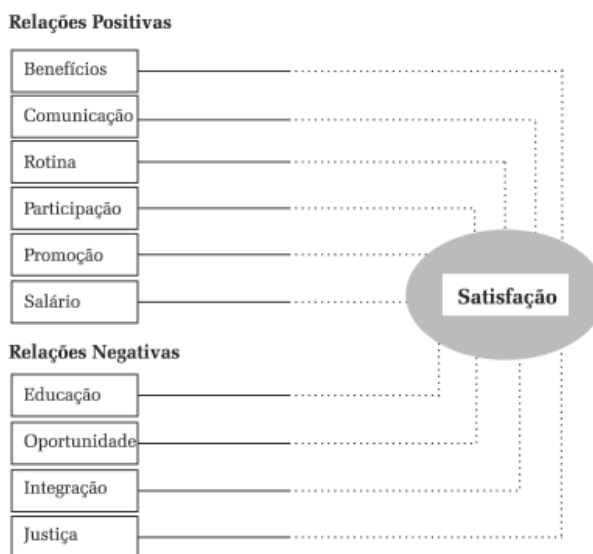 Relações Positivas
Benefícios
Comunicação
Rotina
Participação
Promoção
Salário
Satisfação
Relações Negativas
Educação
Oportunidade
Integração
Justiça